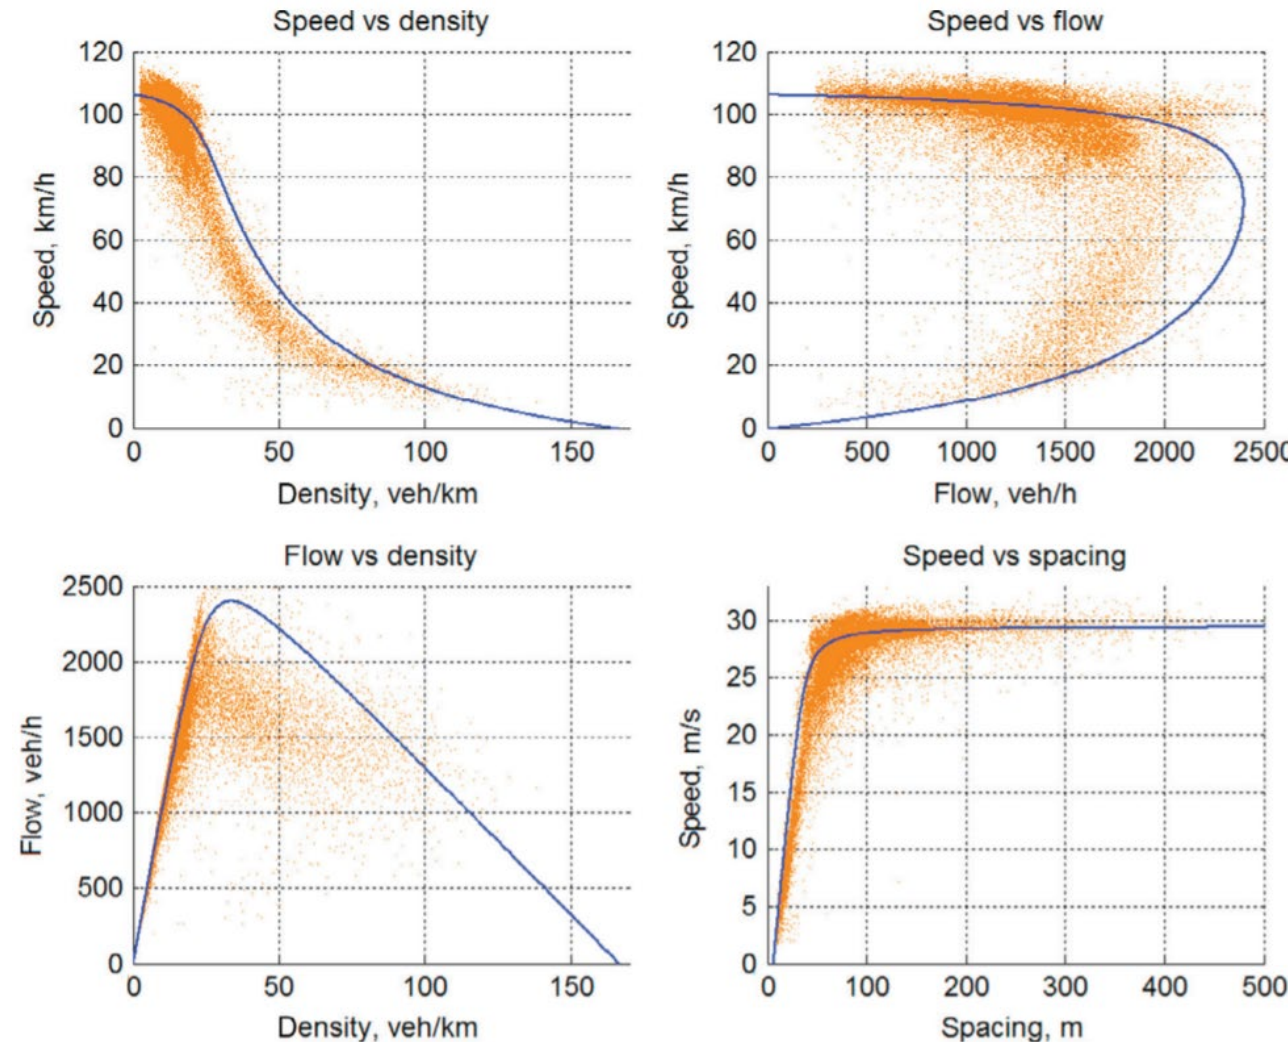 Speed vs density
120
100
80
60
40
20
0
Speed, km/h
0 50 100 150
Density, veh/km
Speed vs flow
120
100
80
60
40
20
0
Speed, km/h
0 500 1000 1500 2000 2500
Flow, veh/h
Flow vs density
2500
2000
1500
1000
500
0
Flow, veh/h
0 50 100 150
Density, veh/km
Speed vs spacing
30
25
20
15
10
5
0
Speed, m/s
0 100 200 300 400 500
Spacing, m